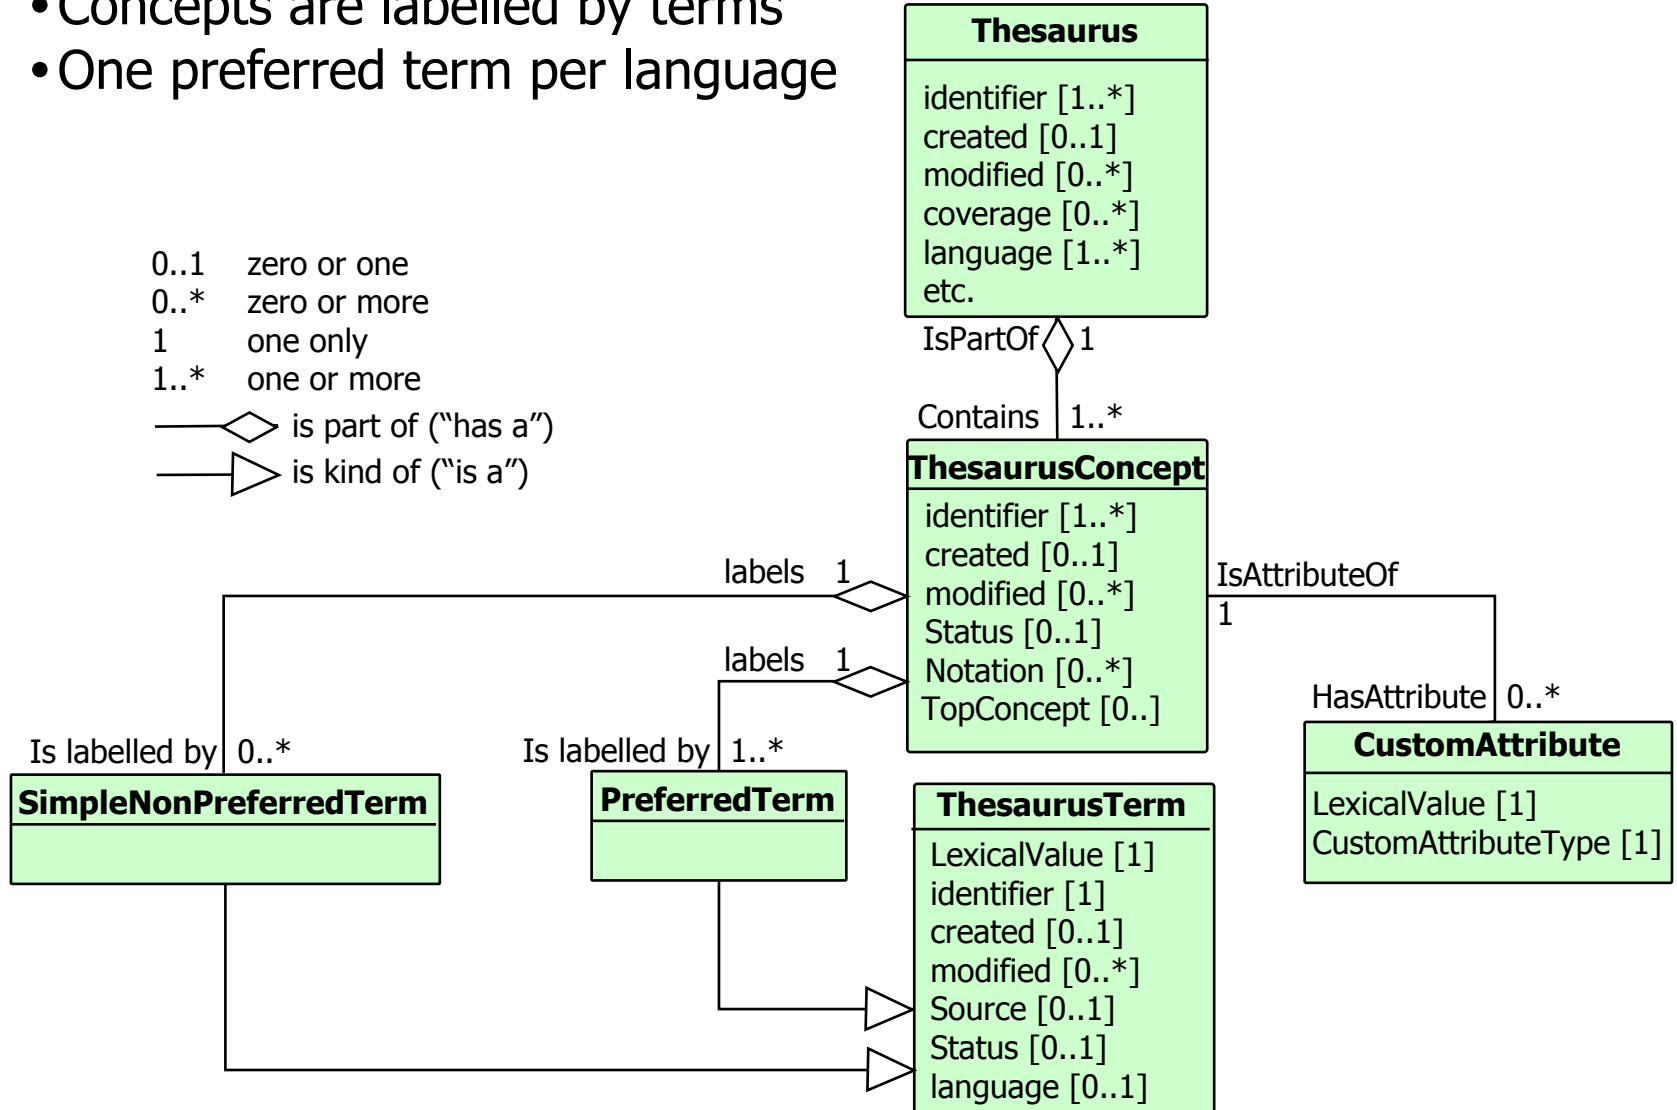 •Concepts are labelled by terms
•One preferred term per language
0..1 zero or one
0..* zero or more
1 one only
1..* one or more
is part of (“has a”)
is kind of (“is a”)
Thesaurus
identifier [1..*]
created [0..1]
modified [0..*]
coverage [0..*]
language [1..*]
etc.
IsPartOf 1
Contains 1..*
ThesaurusConcept
identifier [1..*]
created [0..1]
modified [0..*]
Status [0..1]
Notation [0..*]
TopConcept [0..]
labels 1
labels 1
IsAttributeOf
1
HasAttribute 0..*
Is labelled by 0..*
Is labelled by 1..*
SimpleNonPreferredTerm
PreferredTerm
ThesaurusTerm
LexicalValue [1]
identifier [1]
created [0..1]
modified [0..*]
Source [0..1]
Status [0..1]
language [0..1]
CustomAttribute
LexicalValue [1]
CustomAttributeType [1]